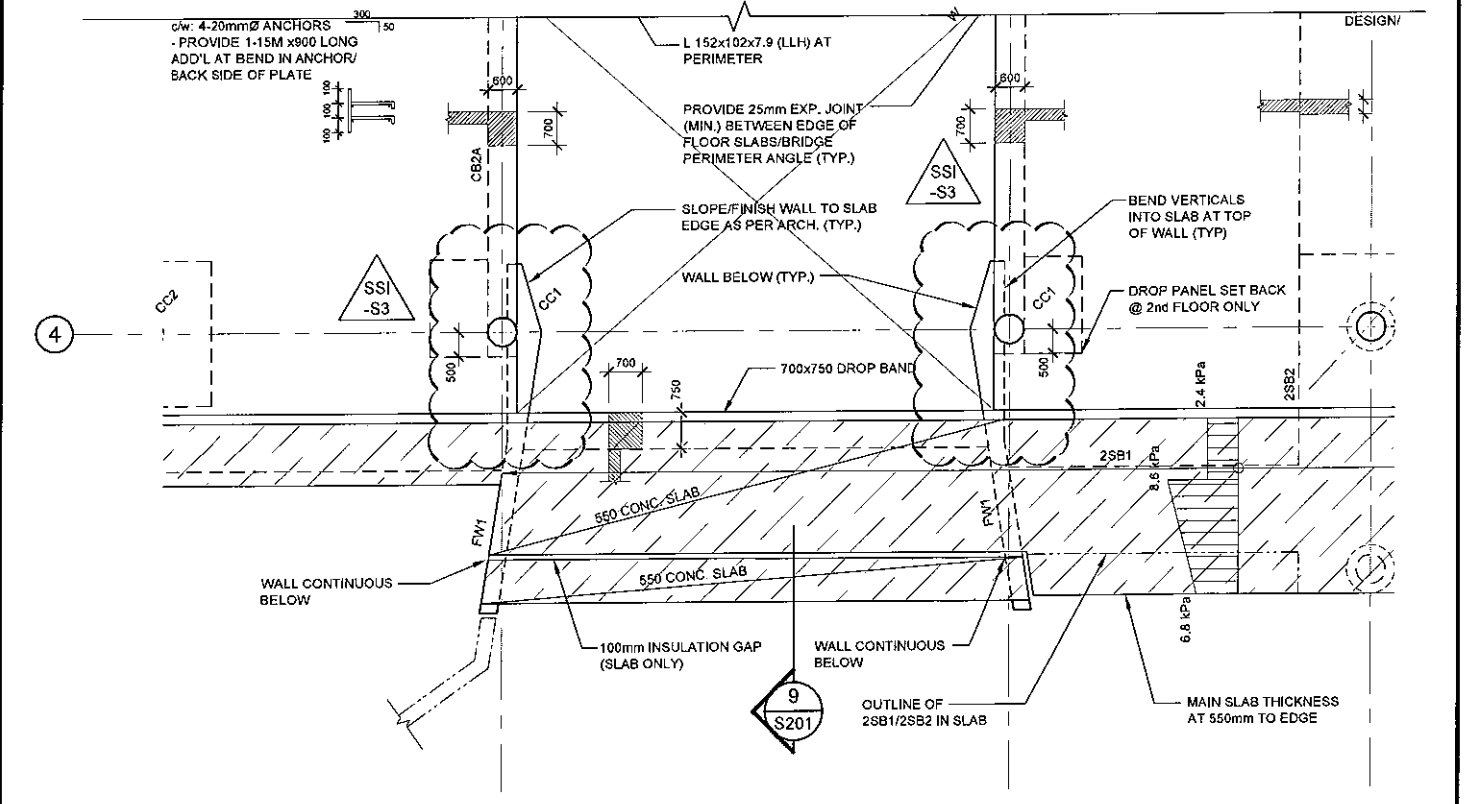 c/w: 4-20mmØ ANCHORS
- PROVIDE 1-15M x900 LONG
ADD'L AT BEND IN ANCHOR/
BACK SIDE OF PLATE
300
50
100
100
100
L 152x102x7.9 (LLH) AT
PERIMETER
DESIGN/
600
700
CB2A
PROVIDE 25mm EXP. JOINT
(MIN.) BETWEEN EDGE OF
FLOOR SLABS/BRIDGE
PERIMETER ANGLE (TYP.)
600
700
SSI
-S3
SLOPE/FINISH WALL TO SLAB
EDGE AS PER ARCH. (TYP.)
BEND VERTICALS
INTO SLAB AT TOP
OF WALL (TYP)
WALL BELOW (TYP.)
DROP PANEL SET BACK
@ 2nd FLOOR ONLY
CC2
SSI
-S3
CC1
CC1
4
500
500
700
750
700x750 DROP BAND
2.4 kPa
2SB2
2SB1
8.6 kPa
550 CONC. SLAB
FW1
FW1
550 CONC. SLAB
WALL CONTINUOUS
BELOW
100mm INSULATION GAP
(SLAB ONLY)
WALL CONTINUOUS
BELOW
6.8 kPa
9
S201
OUTLINE OF
2SB1/2SB2 IN SLAB
MAIN SLAB THICKNESS
AT 550mm TO EDGE